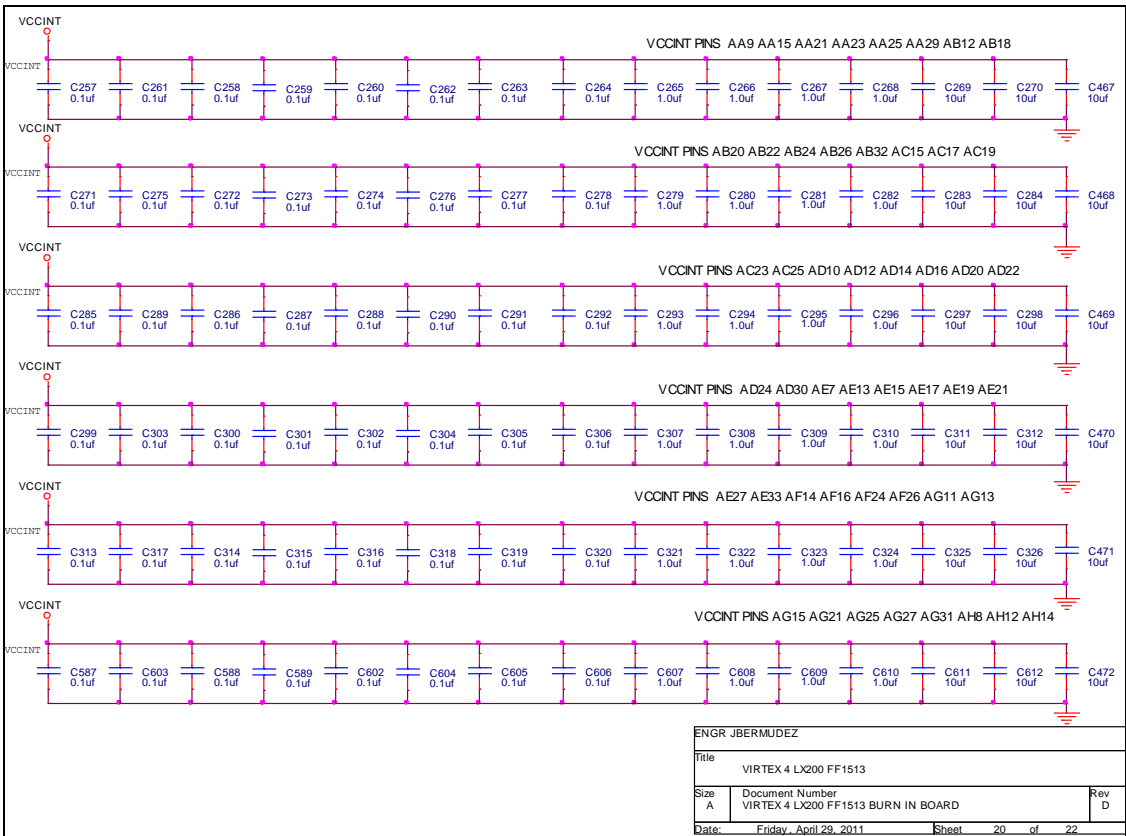 VCCINT
VCCINT PINS AA9 AA15 AA21 AA23 AA25 AA29 AB12 AB18
VCCINT
C257 C261 C258 C259 C260 C262 C263 C264 C265 C266 C267 C268 C269 C270 C467
0.1uf 0.1uf 0.1uf 0.1uf 0.1uf 0.1uf 0.1uf 0.1uf 1.0uf 1.0uf 1.0uf 1.0uf 10uf 10uf 10uf
VCCINT
VCCINT PINS AB20 AB22 AB24 AB26 AB32 AC15 AC17 AC19
VCCINT
C271 C275 C272 C273 C274 C276 C277 C278 C279 C280 C281 C282 C283 C284 C468
0.1uf 0.1uf 0.1uf 0.1uf 0.1uf 0.1uf 0.1uf 0.1uf 1.0uf 1.0uf 1.0uf 1.0uf 10uf 10uf 10uf
VCCINT
VCCINT PINS AC23 AC25 AD10 AD12 AD14 AD16 AD20 AD22
VCCINT
C285 C289 C286 C287 C288 C290 C291 C292 C293 C294 C295 C296 C297 C298 C469
0.1uf 0.1uf 0.1uf 0.1uf 0.1uf 0.1uf 0.1uf 0.1uf 1.0uf 1.0uf 1.0uf 1.0uf 10uf 10uf 10uf
VCCINT
VCCINT PINS AD24 AD30 AE7 AE13 AE15 AE17 AE19 AE21
VCCINT
C299 C303 C300 C301 C302 C304 C305 C306 C307 C308 C309 C310 C311 C312 C470
0.1uf 0.1uf 0.1uf 0.1uf 0.1uf 0.1uf 0.1uf 0.1uf 1.0uf 1.0uf 1.0uf 1.0uf 10uf 10uf 10uf
VCCINT
VCCINT PINS AE27 AE33 AF14 AF16 AF24 AF26 AG11 AG13
VCCINT
C313 C317 C314 C315 C316 C318 C319 C320 C321 C322 C323 C324 C325 C326 C471
0.1uf 0.1uf 0.1uf 0.1uf 0.1uf 0.1uf 0.1uf 0.1uf 1.0uf 1.0uf 1.0uf 1.0uf 10uf 10uf 10uf
VCCINT
VCCINT PINS AG15 AG21 AG25 AG27 AG31 AH8 AH12 AH14
VCCINT
C587 C603 C588 C589 C602 C604 C605 C606 C607 C608 C609 C610 C611 C612 C472
0.1uf 0.1uf 0.1uf 0.1uf 0.1uf 0.1uf 0.1uf 0.1uf 1.0uf 1.0uf 1.0uf 1.0uf 10uf 10uf 10uf
ENGR JBERMUDEZ
Title
VIRTEX 4 LX200 FF1513
Size Document Number Rev
A VIRTEX 4 LX200 FF1513 BURN IN BOARD D
Date: Friday, April 29, 2011 Sheet 20 of 22